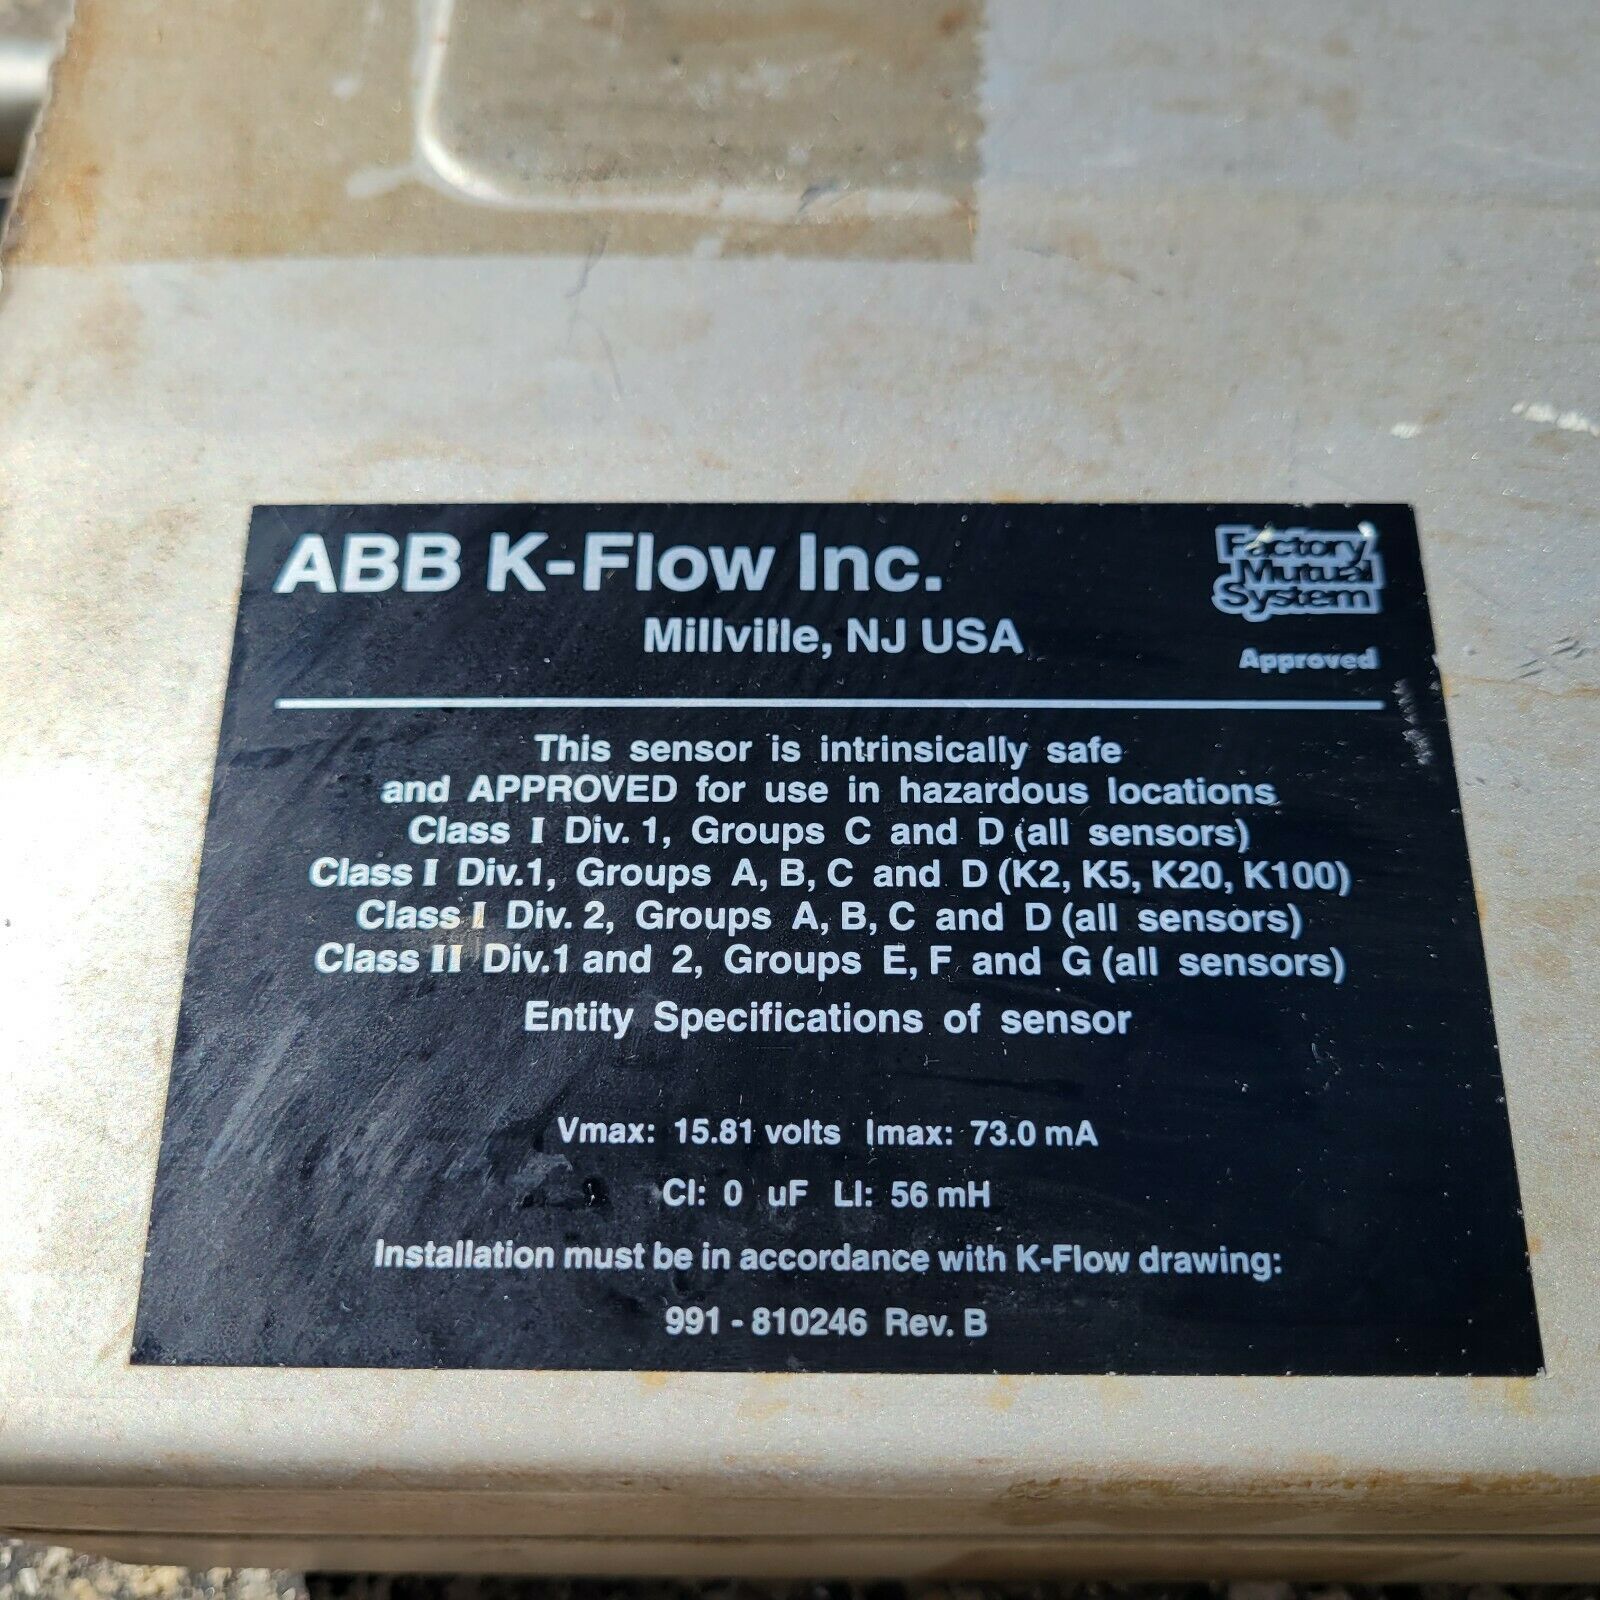 ABB K-Flow Inc.
Factory
Mutual
System
Millville, NJ USA
Approved
This sensor is intrinsically safe
and APPROVED for use in hazardous locations
Class I Div. 1, Groups C and D (all sensors)
Class I Div.1, Groups A, B, C and D (K2, K5, K20, K100)
Class I Div. 2, Groups A, B, C and D (all sensors)
Class II Div.1 and 2, Groups E, F and G (all sensors)
Entity Specifications of sensor
Vmax: 15.81 volts Imax: 73.0 mA
CI: 0 uF LI: 56 mH
Installation must be in accordance with K-Flow drawing:
991 - 810246 Rev. B